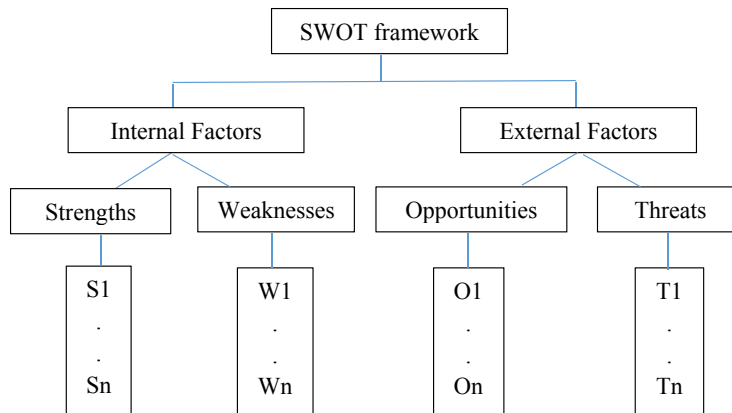 SWOT framework
Internal Factors
External Factors
Strengths
Weaknesses
Opportunities
Threats
S1
.
.
Sn
W1
.
.
Wn
O1
.
.
On
T1
.
.
Tn